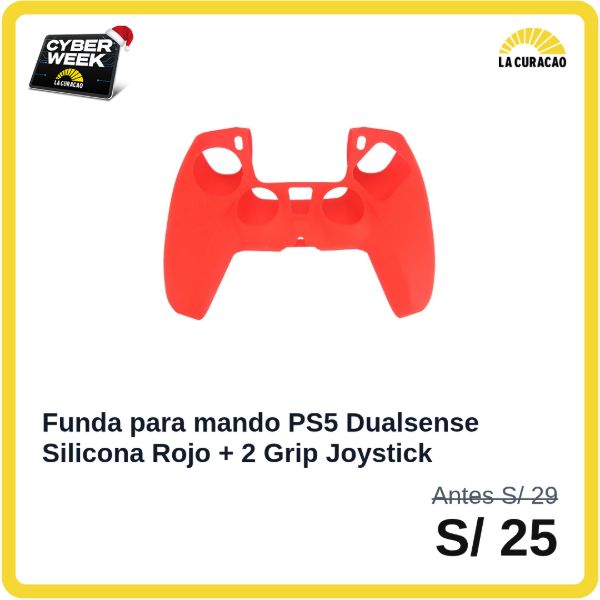 CYBER
WEEK
LA CURACAO
LA CURACAO
Funda para mando PS5 Dualsense
Silicona Rojo + 2 Grip Joystick
Antes S/ 29
S/ 25